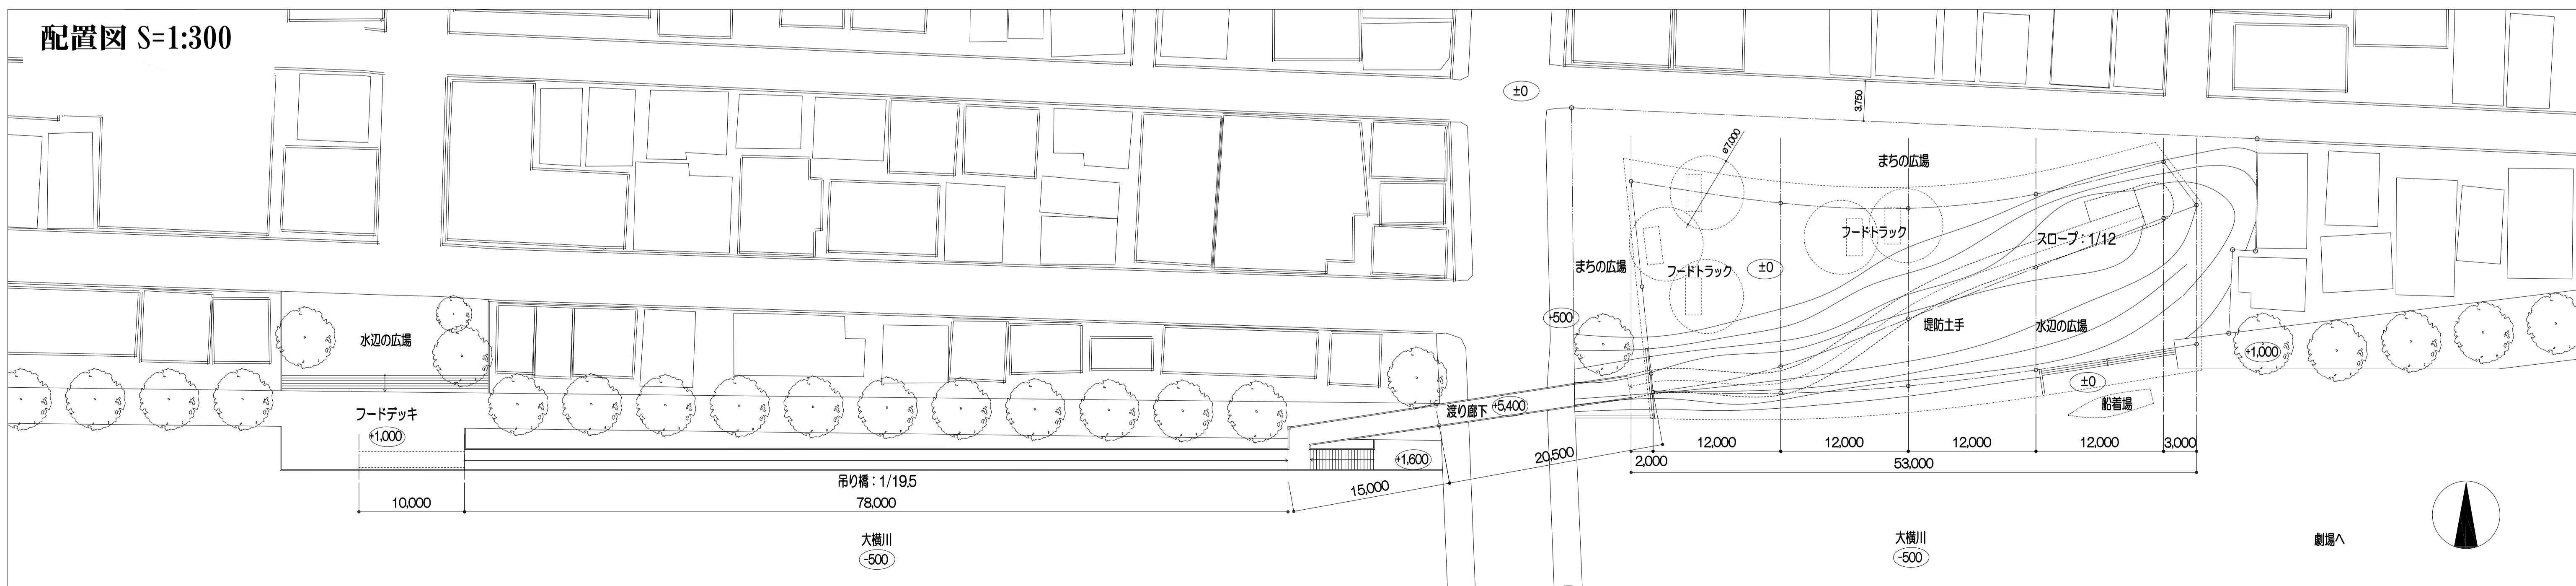 配置図 S=1:300
±0
3,750
ø7,000
まちの広場
フードトラック
スロープ：1/12
まちの広場
フードトラック
±0
+500
水辺の広場
堤防土手
水辺の広場
+1,000
±0
船着場
フードデッキ
+1,000
渡り廊下 +5,400
+1,600
12,000
12,000
12,000
12,000
3,000
20,500
2,000
53,000
吊り橋：1/19.5
15,000
10,000
78,000
大横川
-500
大横川
-500
劇場へ